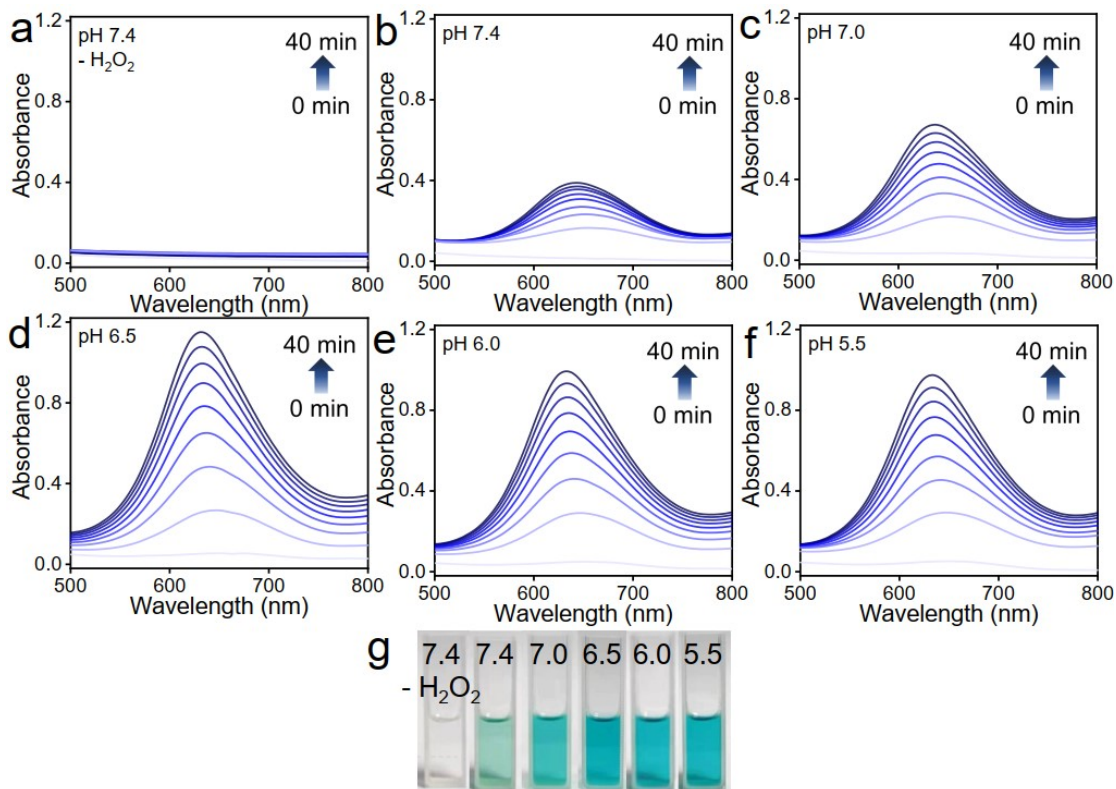 a
pH 7.4
- H₂O₂
40 min
0 min
1.2
0.8
0.4
0.0
Absorbance
500 600 700 800
Wavelength (nm)
b
pH 7.4
40 min
0 min
1.2
0.8
0.4
0.0
Absorbance
500 600 700 800
Wavelength (nm)
c
pH 7.0
40 min
0 min
1.2
0.8
0.4
0.0
Absorbance
500 600 700 800
Wavelength (nm)
d
pH 6.5
40 min
0 min
1.2
0.8
0.4
0.0
Absorbance
500 600 700 800
Wavelength (nm)
e
pH 6.0
40 min
0 min
1.2
0.8
0.4
0.0
Absorbance
500 600 700 800
Wavelength (nm)
f
pH 5.5
40 min
0 min
1.2
0.8
0.4
0.0
Absorbance
500 600 700 800
Wavelength (nm)
g
7.4 7.4 7.0 6.5 6.0 5.5
- H₂O₂